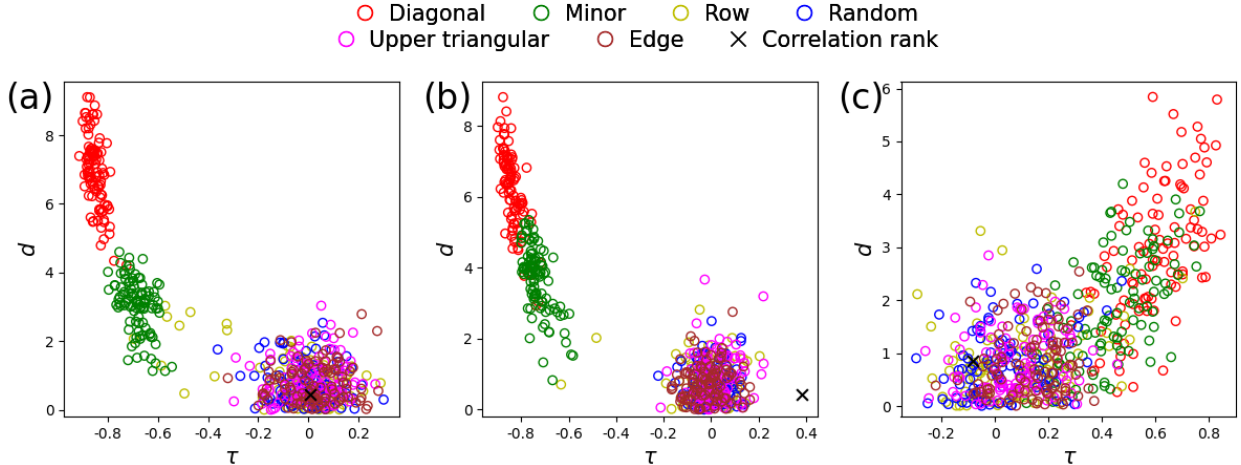 Diagonal Minor Row Random
Upper triangular Edge Correlation rank
(a) (b) (c)
d
8
6
4
2
0
-0.8 -0.6 -0.4 -0.2 0 0.2
τ
d
8
6
4
2
0
-0.8 -0.6 -0.4 -0.2 0 0.2 0.4
τ
d
6
5
4
3
2
1
0
-0.2 0 0.2 0.4 0.6 0.8
τ